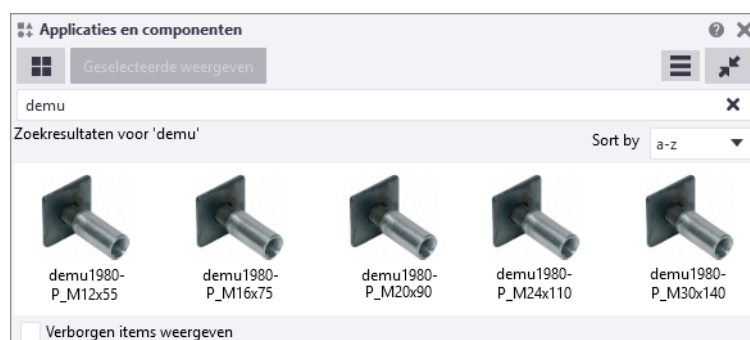 Applicaties en componenten
Geselecteerde weergeven
demu
Zoekresultaten voor 'demu'
Sort by a-z
demu1980-
P_M12x55
demu1980-
P_M16x75
demu1980-
P_M20x90
demu1980-
P_M24x110
demu1980-
P_M30x140
Verborgen items weergeven